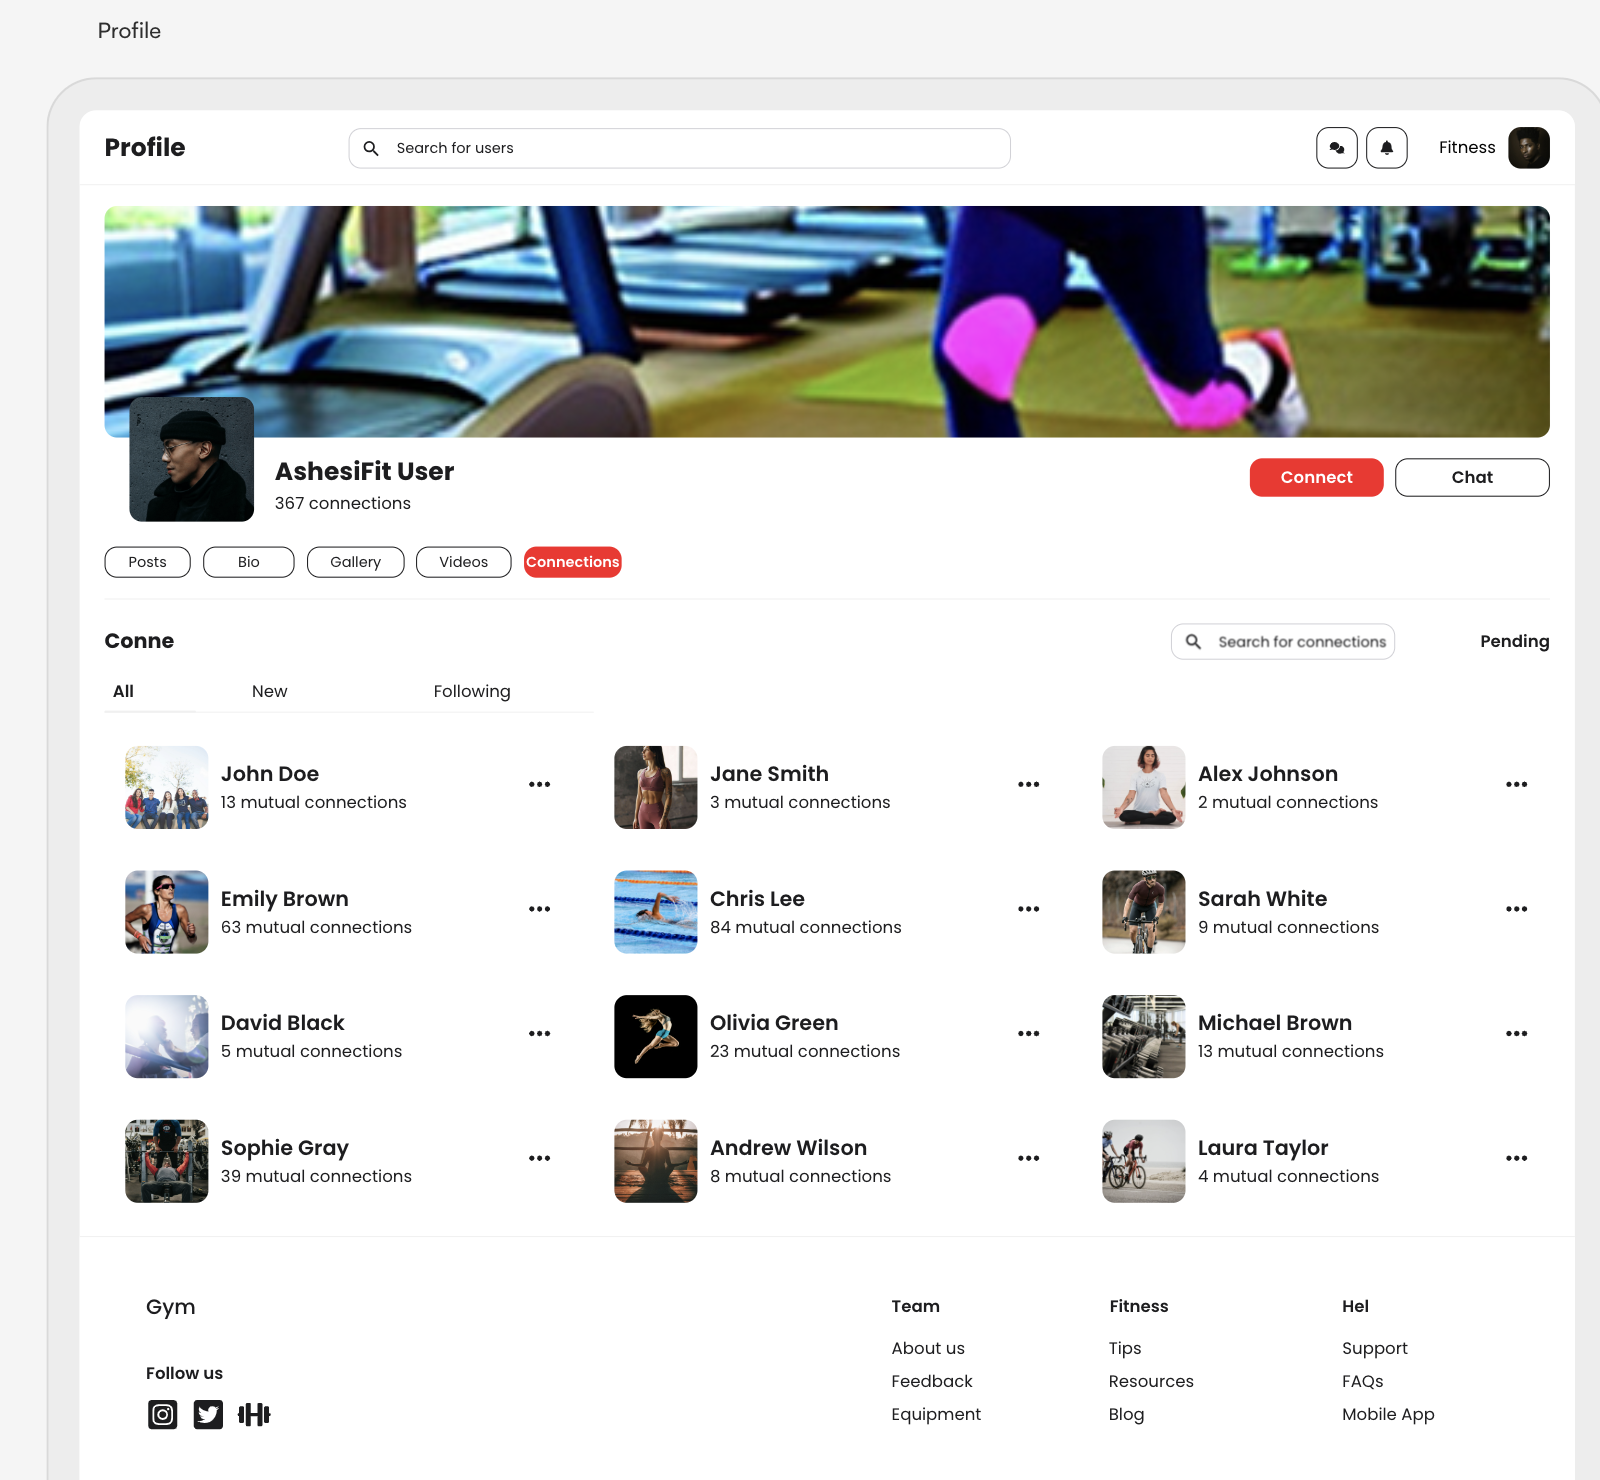 Profile
Profile
Search for users
Fitness
AshesiFit User
367 connections
Connect
Chat
Posts
Bio
Gallery
Videos
Connections
Conne
Search for connections
Pending
All
New
Following
John Doe
13 mutual connections
Jane Smith
3 mutual connections
Alex Johnson
2 mutual connections
Emily Brown
63 mutual connections
Chris Lee
84 mutual connections
Sarah White
9 mutual connections
David Black
5 mutual connections
Olivia Green
23 mutual connections
Michael Brown
13 mutual connections
Sophie Gray
39 mutual connections
Andrew Wilson
8 mutual connections
Laura Taylor
4 mutual connections
Gym
Follow us
Team
About us
Feedback
Equipment
Fitness
Tips
Resources
Blog
Hel
Support
FAQs
Mobile App